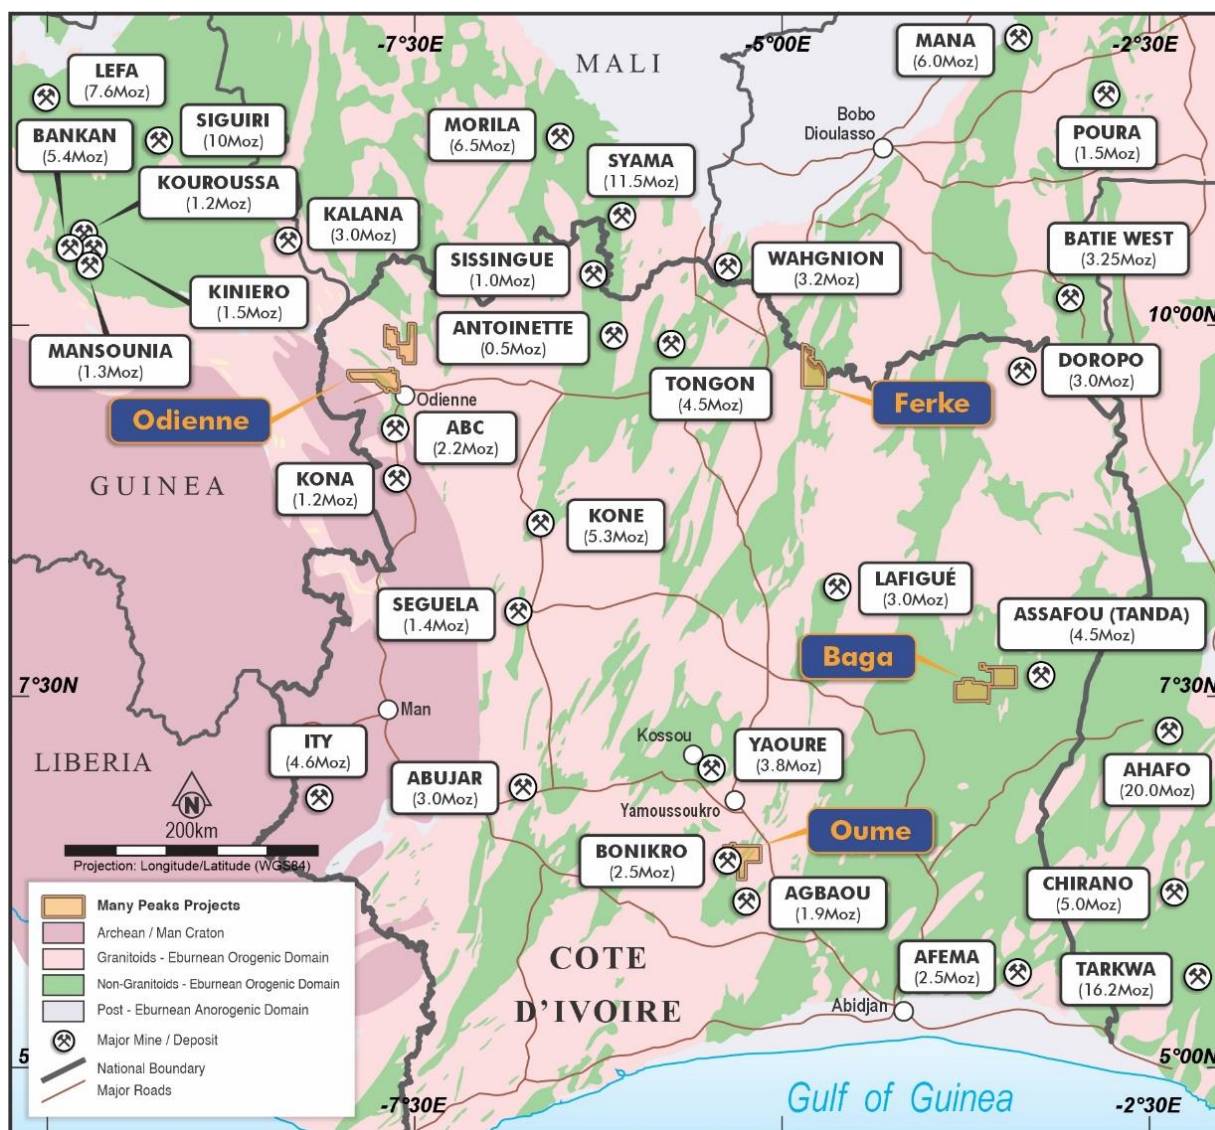 -7°30E
-5°00E
-2°30E
MALI
MANA
(6.0Moz)
LEFA
(7.6Moz)
SIGUIRI
(10Moz)
BANKAN
(5.4Moz)
MORILA
(6.5Moz)
Bobo
Dioulasso
POURA
(1.5Moz)
SYAMA
(11.5Moz)
KOUROUSSA
(1.2Moz)
KALANA
(3.0Moz)
SISSINGUE
(1.0Moz)
WAHGNION
(3.2Moz)
BATIE WEST
(3.25Moz)
KINIERO
(1.5Moz)
10°00N
ANTOINETTE
(0.5Moz)
MANSOUNIA
(1.3Moz)
DOROPO
(3.0Moz)
TONGON
(4.5Moz)
Odienne
Odienne
Ferke
ABC
(2.2Moz)
GUINEA
KONA
(1.2Moz)
KONE
(5.3Moz)
LAFIGUÉ
(3.0Moz)
SEGUELA
(1.4Moz)
ASSAFOU (TANDA)
(4.5Moz)
Baga
7°30N
7°30N
Man
ITY
(4.6Moz)
Kossou
YAOURE
(3.8Moz)
LIBERIA
ABUJAR
(3.0Moz)
AHAFO
(20.0Moz)
N
200km
Yamoussoukro
Oume
Projection: Longitude/Latitude (WGS84)
BONIKRO
(2.5Moz)
AGBAOU
(1.9Moz)
CHIRANO
(5.0Moz)
Many Peaks Projects
Archean / Man Craton
Granitoids - Eburnean Orogenic Domain
Non-Granitoids - Eburnean Orogenic Domain
Post - Eburnean Anorogenic Domain
Major Mine / Deposit
National Boundary
Major Roads
COTE
D'IVOIRE
AFEMA
(2.5Moz)
TARKWA
(16.2Moz)
Abidjan
5
5°00N
Gulf of Guinea
-7°30E
-2°30E